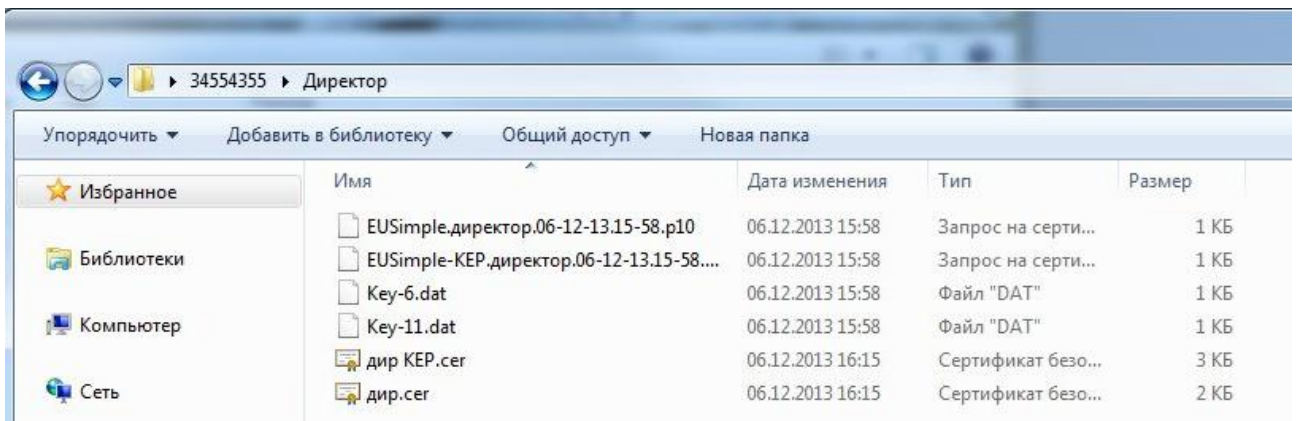 34554355 ▸ Директор
Упорядочить Добавить в библиотеку Общий доступ Новая папка
Избранное
Библиотеки
Компьютер
Сеть
Имя Дата изменения Тип Размер
EUSimple.директор.06-12-13.15-58.p10 06.12.2013 15:58 Запрос на серти... 1 КБ
EUSimple-KEP.директор.06-12-13.15-58.... 06.12.2013 15:58 Запрос на серти... 1 КБ
Key-6.dat 06.12.2013 15:58 Файл "DAT" 1 КБ
Key-11.dat 06.12.2013 15:58 Файл "DAT" 1 КБ
дир KEP.cer 06.12.2013 16:15 Сертификат безо... 3 КБ
дир.cer 06.12.2013 16:15 Сертификат безо... 2 КБ